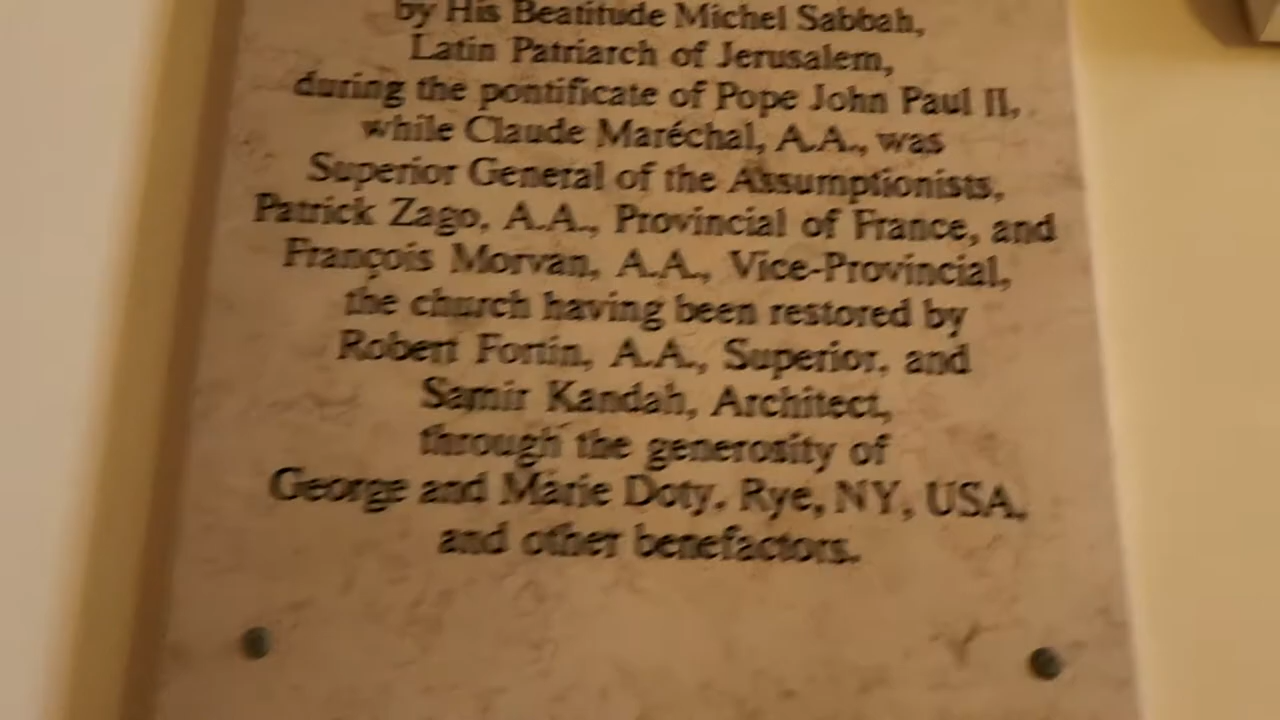 by His Beatitude Michel Sabbah,
Latin Patriarch of Jerusalem,
during the pontificate of Pope John Paul II,
while Claude Maréchal, A.A., was
Superior General of the Assumptionists,
Patrick Zago, A.A., Provincial of France, and
François Morvan, A.A., Vice-Provincial,
the church having been restored by
Robert Fortin, A.A., Superior, and
Samir Kandah, Architect,
through the generosity of
George and Marie Doty, Rye, NY, USA,
and other benefactors.